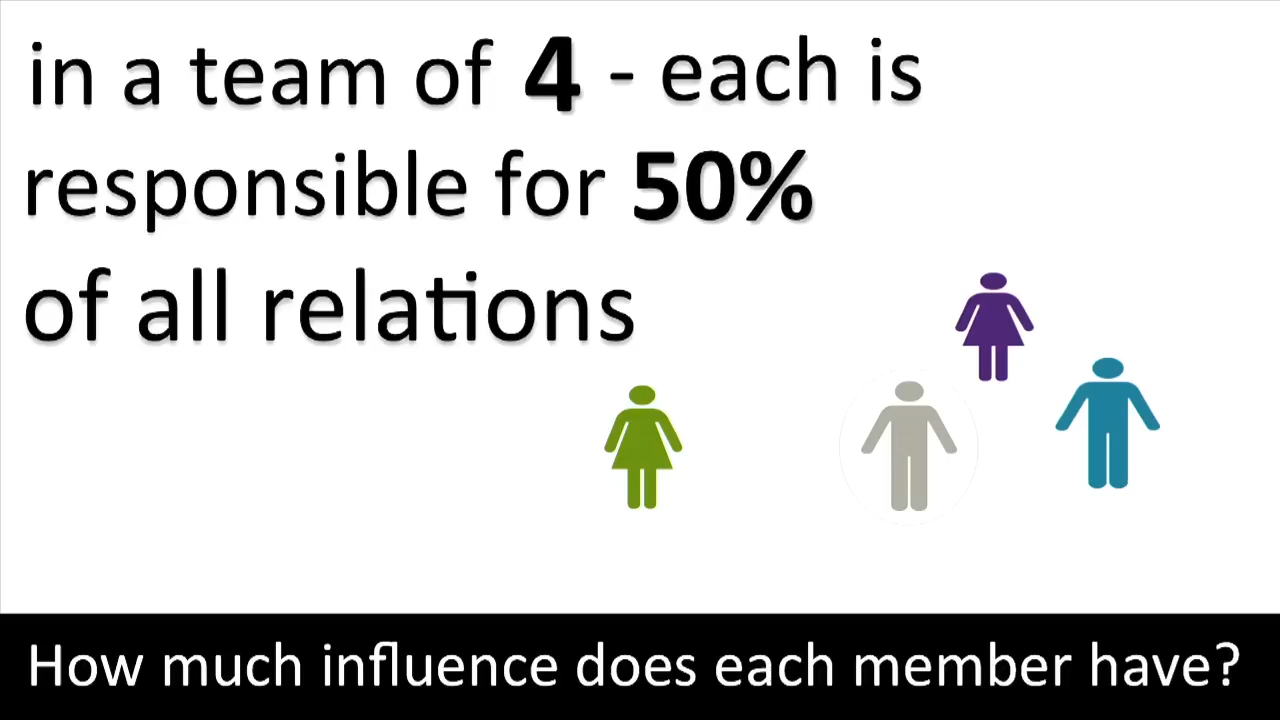 in a team of 4 - each is
responsible for 50%
of all relations
How much influence does each member have?